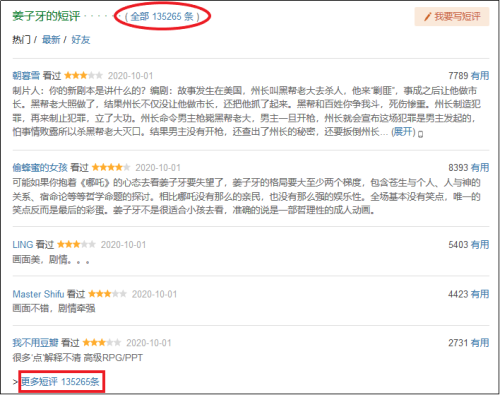 姜子牙的短评 · · · · · · ( 全部 135265 条 ) 我要写短评
热门 / 最新 / 好友
朝暮雪 看过 ★★★☆☆ 2020-10-01 7789 有用
制片人：你的新剧本是讲什么的？编剧：故事发生在美国，州长叫黑帮老大去杀人，他来“剿匪”，事成之后让他做市
长。黑帮老大照做了，结果州长不仅没让他做市长，还把他抓了起来。黑帮和百姓你争我斗，死伤惨重。州长制造犯
罪，再来制止犯罪，立了大功。州长命令男主枪毙黑帮老大，男主一旦开枪，州长就会宣布这场犯罪是男主发起的，
怕事情败露所以杀黑帮老大灭口。结果男主没有开枪，还查出了州长的秘密，还要扳倒州长... (展开)
偷蜂蜜的女孩 看过 ★★★★☆ 2020-10-01 8393 有用
可能如果你抱着《哪吒》的心态去看姜子牙要失望了，姜子牙的格局要大至少两个梯度，包含苍生与个人、人与神的
关系、宿命论等等哲学命题的探讨。相比哪吒没有那么的亲民，也没有那么强的娱乐性。全场基本没有笑点，唯一的
笑点反而是最后的彩蛋。姜子牙不是很适合小孩去看，准确的说是一部哲理性的成人动画。
LING 看过 ★★★☆☆ 2020-10-01 5403 有用
画面美，剧情。。。
Master Shifu 看过 ★★★☆☆ 2020-10-01 4423 有用
画面不错，剧情牵强
我不用豆瓣 看过 ★★★☆☆ 2020-10-01 2731 有用
很多‘点’解释不清 高级RPG/PPT
>更多短评 135265条